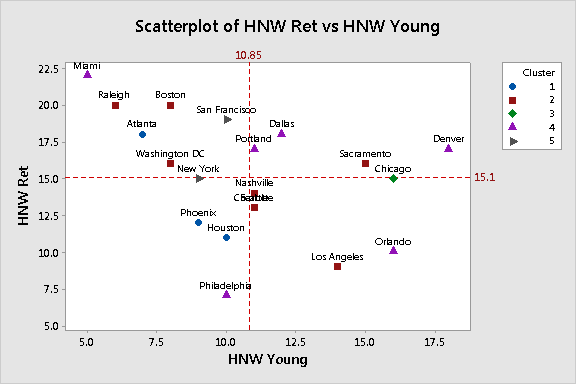 Scatterplot of HNW Ret vs HNW Young
10.85
22.5
20.0
17.5
15.0
12.5
10.0
7.5
5.0
HNW Ret
Miami
Raleigh
Boston
San Francisco
Atlanta
Dallas
Portland
Denver
Washington DC
Sacramento
New York
Chicago
15.1
Nashville
Phoenix
Houston
Orlando
Los Angeles
Philadelphia
5.0
7.5
10.0
12.5
15.0
17.5
HNW Young
Cluster
1
2
3
4
5